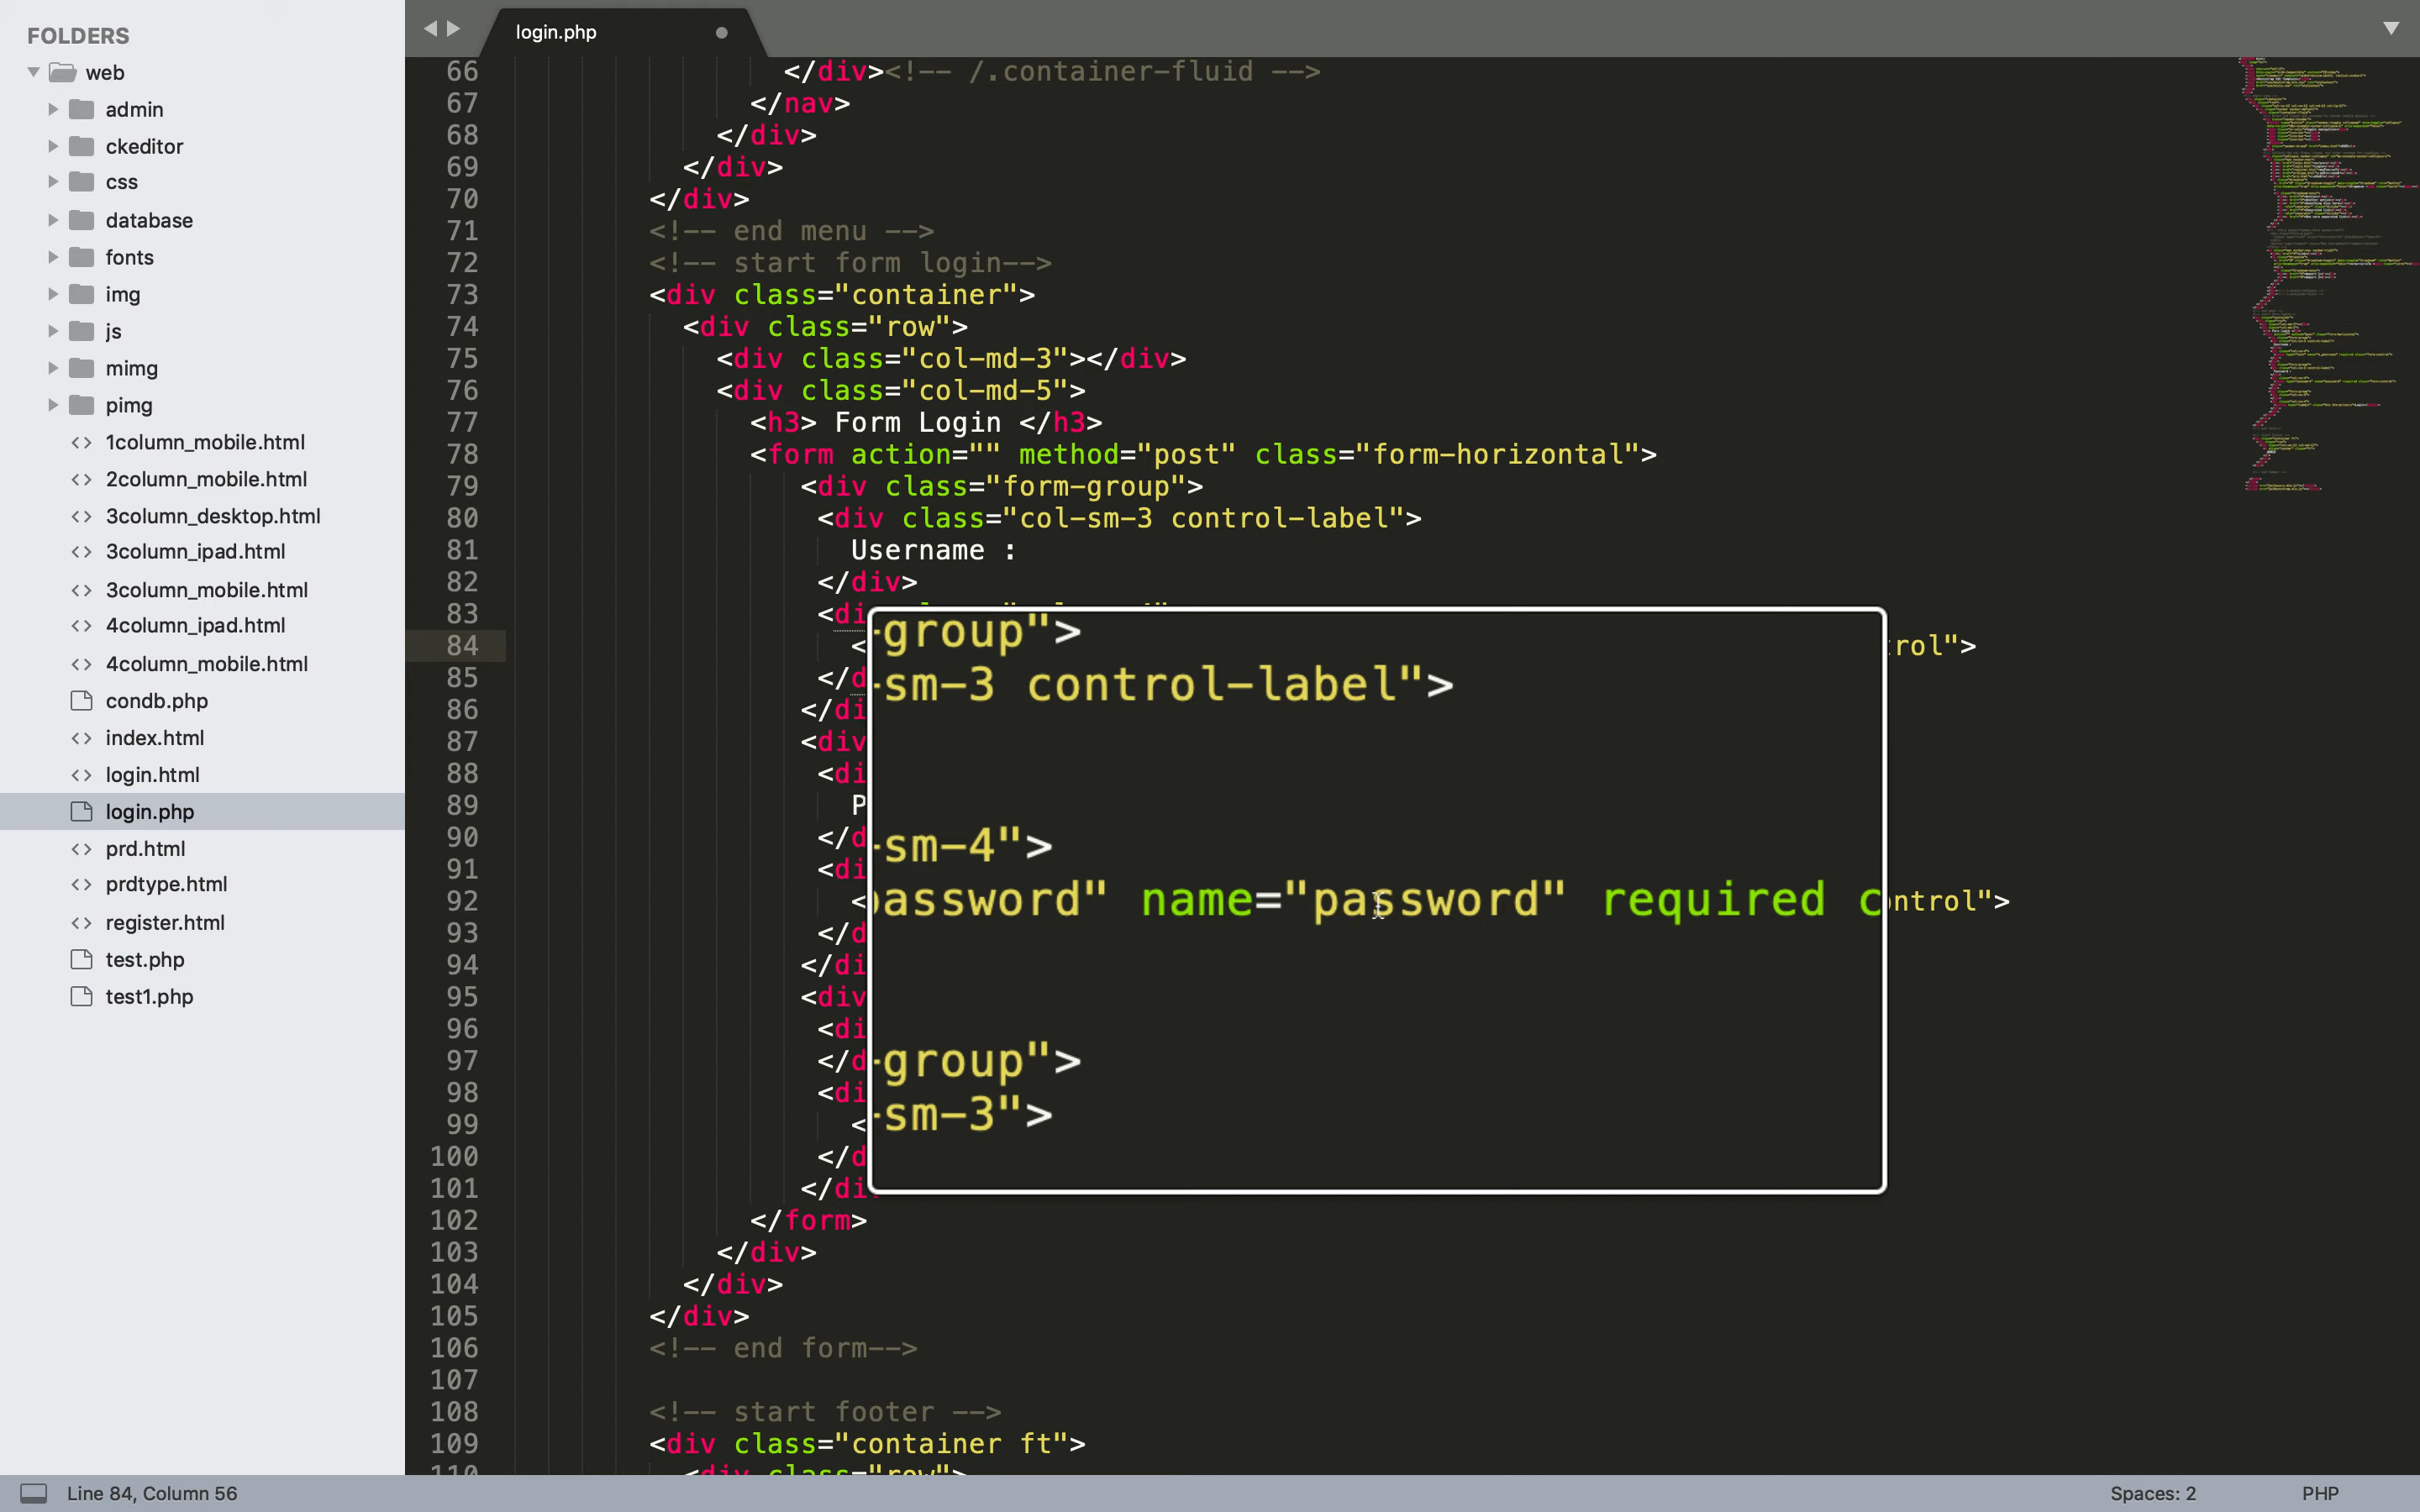 FOLDERS
web
admin
ckeditor
css
database
fonts
img
js
mimg
pimg
<> 1column_mobile.html
<> 2column_mobile.html
<> 3column_desktop.html
<> 3column_ipad.html
<> 3column_mobile.html
<> 4column_ipad.html
<> 4column_mobile.html
condb.php
<> index.html
<> login.html
login.php
<> prd.html
<> prdtype.html
<> register.html
test.php
test1.php
login.php
66 </div><!-- /.container-fluid -->
67 </nav>
68 </div>
69 </div>
70 </div>
71 <!-- end menu -->
72 <!-- start form login-->
73 <div class="container">
74 <div class="row">
75 <div class="col-md-3"></div>
76 <div class="col-md-5">
77 <h3> Form Login </h3>
78 <form action="" method="post" class="form-horizontal">
79 <div class="form-group">
80 <div class="col-sm-3 control-label">
81 Username :
82 </div>
83 <di
84 < rol">
85 </d
86 </di
87 <div
88 <di
89 P
90 </d
91 <di
92 < ntrol">
93 </d
94 </di
95 <div
96 <di
97 </d
98 <di
99 <
100 </d
101 </di
102 </form>
103 </div>
104 </div>
105 </div>
106 <!-- end form-->
107
108 <!-- start footer -->
109 <div class="container ft">
110 <div class="row">
-group">
-sm-3 control-label">
-sm-4">
password" name="password" required c
-group">
-sm-3">
Line 84, Column 56
Spaces: 2
PHP